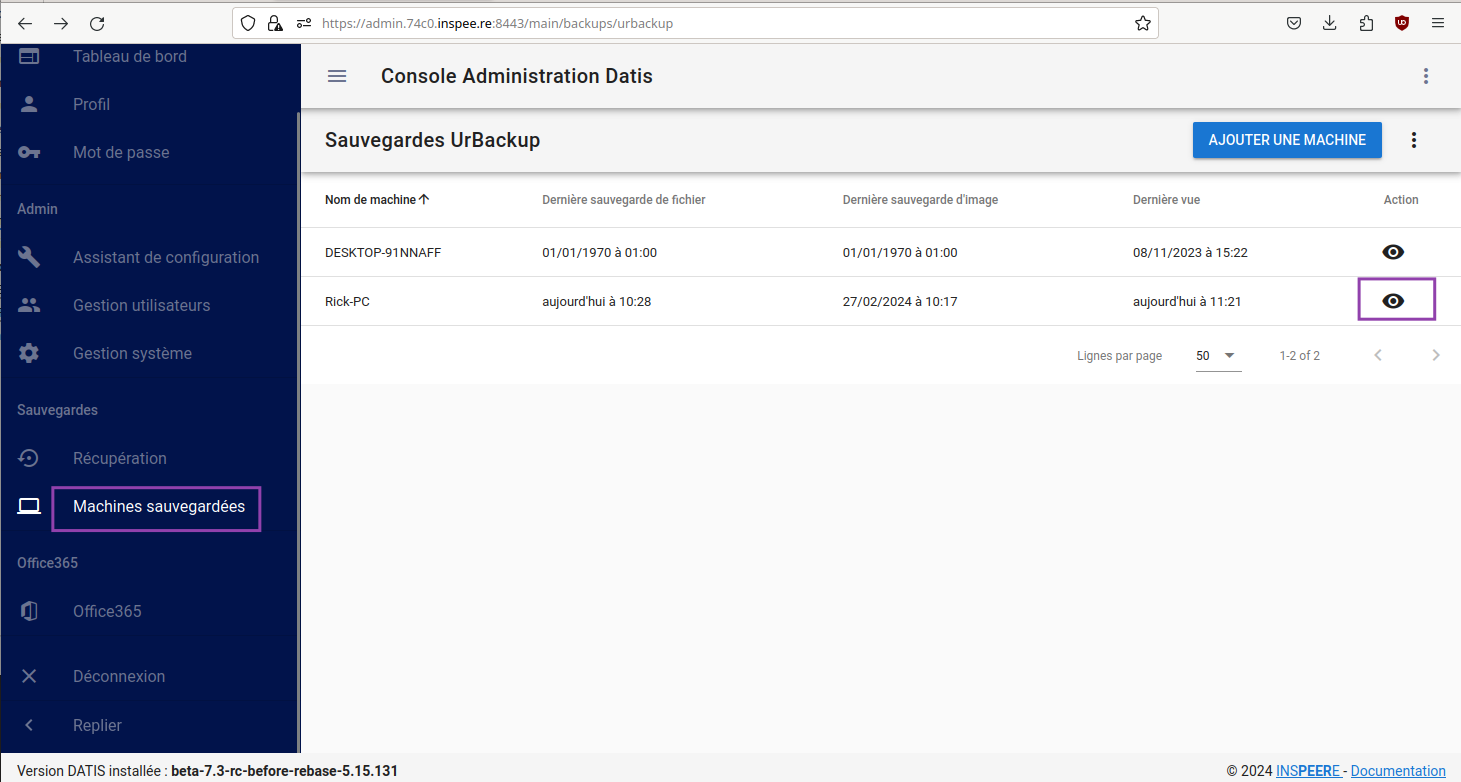 https://admin.74c0.inspee.re:8443/main/backups/urbackup
Tableau de bord
Profil
Mot de passe
Admin
Assistant de configuration
Gestion utilisateurs
Gestion système
Sauvegardes
Récupération
Machines sauvegardées
Office365
Office365
Déconnexion
Replier
Console Administration Datis
Sauvegardes UrBackup
AJOUTER UNE MACHINE
Nom de machine Dernière sauvegarde de fichier Dernière sauvegarde d'image Dernière vue Action
DESKTOP-91NNAFF 01/01/1970 à 01:00 01/01/1970 à 01:00 08/11/2023 à 15:22
Rick-PC aujourd'hui à 10:28 27/02/2024 à 10:17 aujourd'hui à 11:21
Lignes par page 50 1-2 of 2
Version DATIS installée : beta-7.3-rc-before-rebase-5.15.131
© 2024 INSPEERE - Documentation